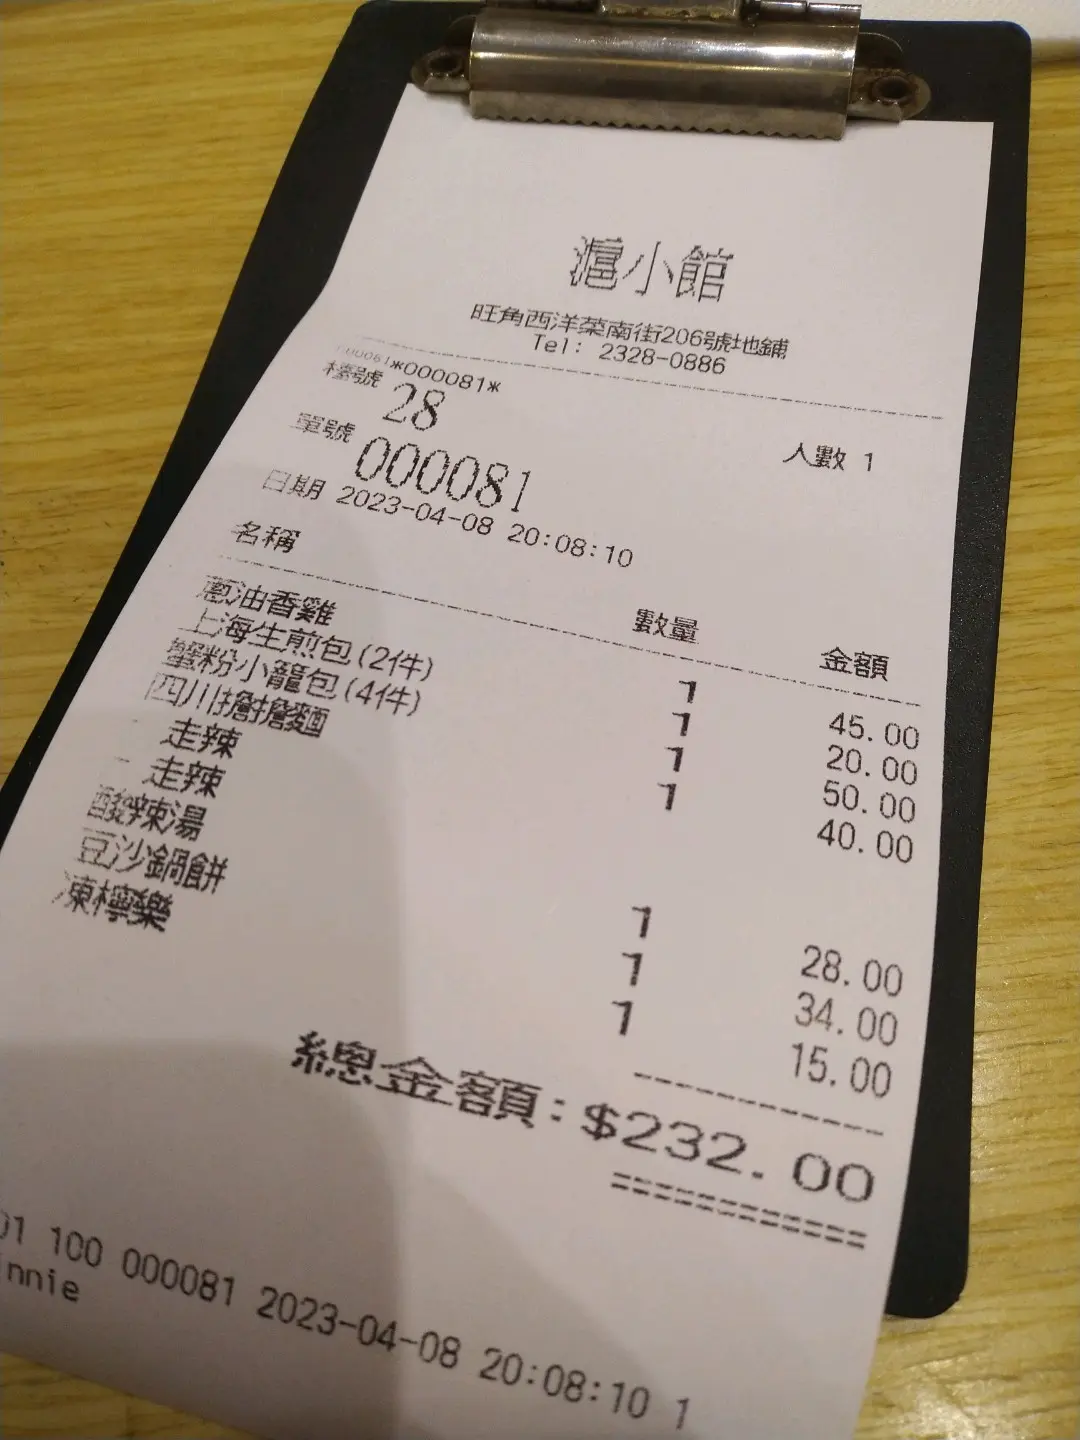 滬小館
旺角西洋菜南街206號地鋪
Tel: 2328-0886
000081*000081*
檯號 28 人數 1
單號 000081
日期 2023-04-08 20:08:10
名稱 數量 金額
蔥油香雞 1 45.00
上海生煎包(2件) 1 20.00
蟹粉小籠包(4件) 1 50.00
四川擔擔麵 1 40.00
走辣
走辣
酸辣湯 1 28.00
豆沙鍋餅 1 34.00
凍檸樂 1 15.00
總金額:$232.00
01 100 000081 2023-04-08 20:08:10 1
nnie